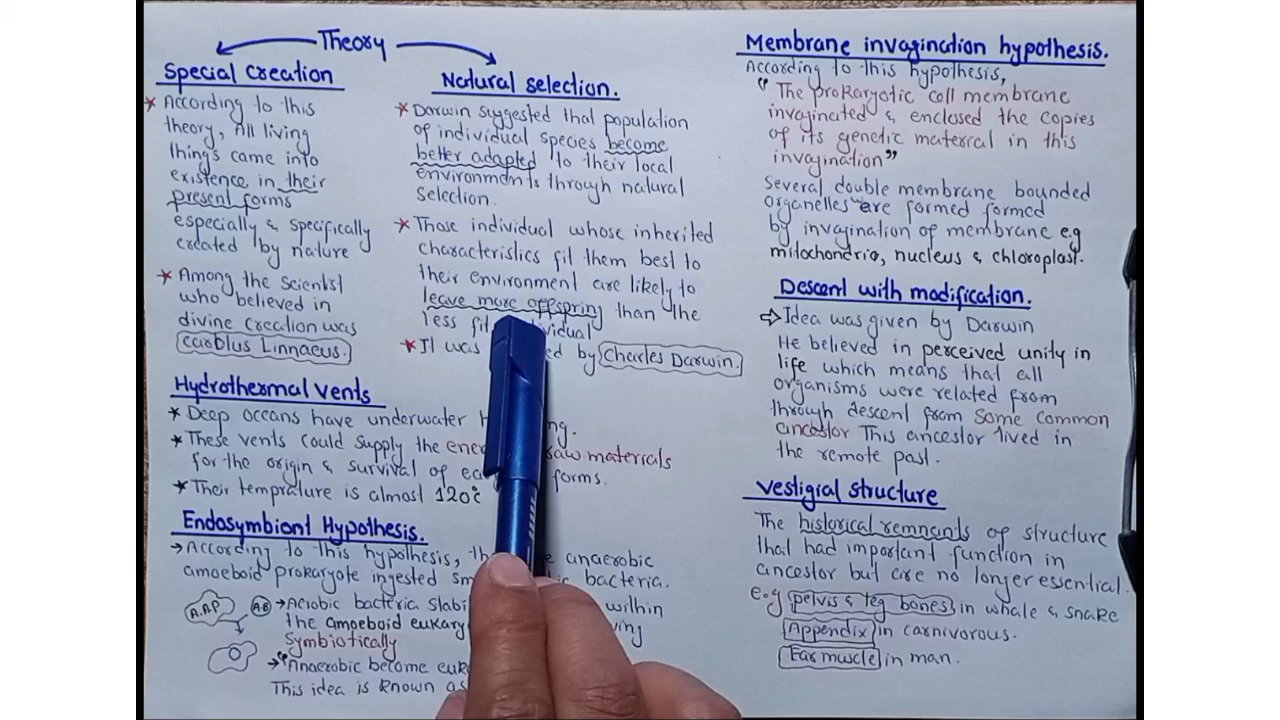 Theory
Special creation
* According to this
theory, All living
things came into
existence in their
present forms
especially & specifically
created by nature
* Among the Scientist
who believed in
divine creation was
carolus Linnaeus.
Natural selection.
* Darwin suggested that population
of individual species become
better adapted to their local
environments through natural
selection.
* Those individual whose inherited
characteristics fit them best to
their environment are likely to
leave more offspring than the
less
* It was by Charles Darwin.
Hydrothermal vents
* Deep oceans have underwater
* These vents could supply the raw materials
for the origin & survival of forms.
* Their temprature is almost 120°c
Endosymbiont Hypothesis.
→ According to this hypothesis, anaerobic
amoeboid prokaryote ingested bacteria.
A.A.P A.B → Aerobic bacteria within
the amoeboid
Symbiotically
→ "Anaerobic become
This idea is known as
Membrane invagination hypothesis.
According to this hypothesis,
" The prokaryotic cell membrane
invaginated & enclosed the copies
of its genetic material in this
invagination"
Several double membrane bounded
organelles are formed formed
by invagination of membrane e.g
mitochondria, nucleus & chloroplast.
Descent with modification.
⇨ Idea was given by Darwin
He believed in perceived unity in
life which means that all
organisms were related from
through descent from some common
ancestor This ancestor lived in
the remote past.
Vestigial structure
The historical remnants of structure
that had important function in
ancestor but are no longer essential.
e.g pelvis & leg bones in whale & snake
Appendix in carnivorous.
Ear muscle in man.